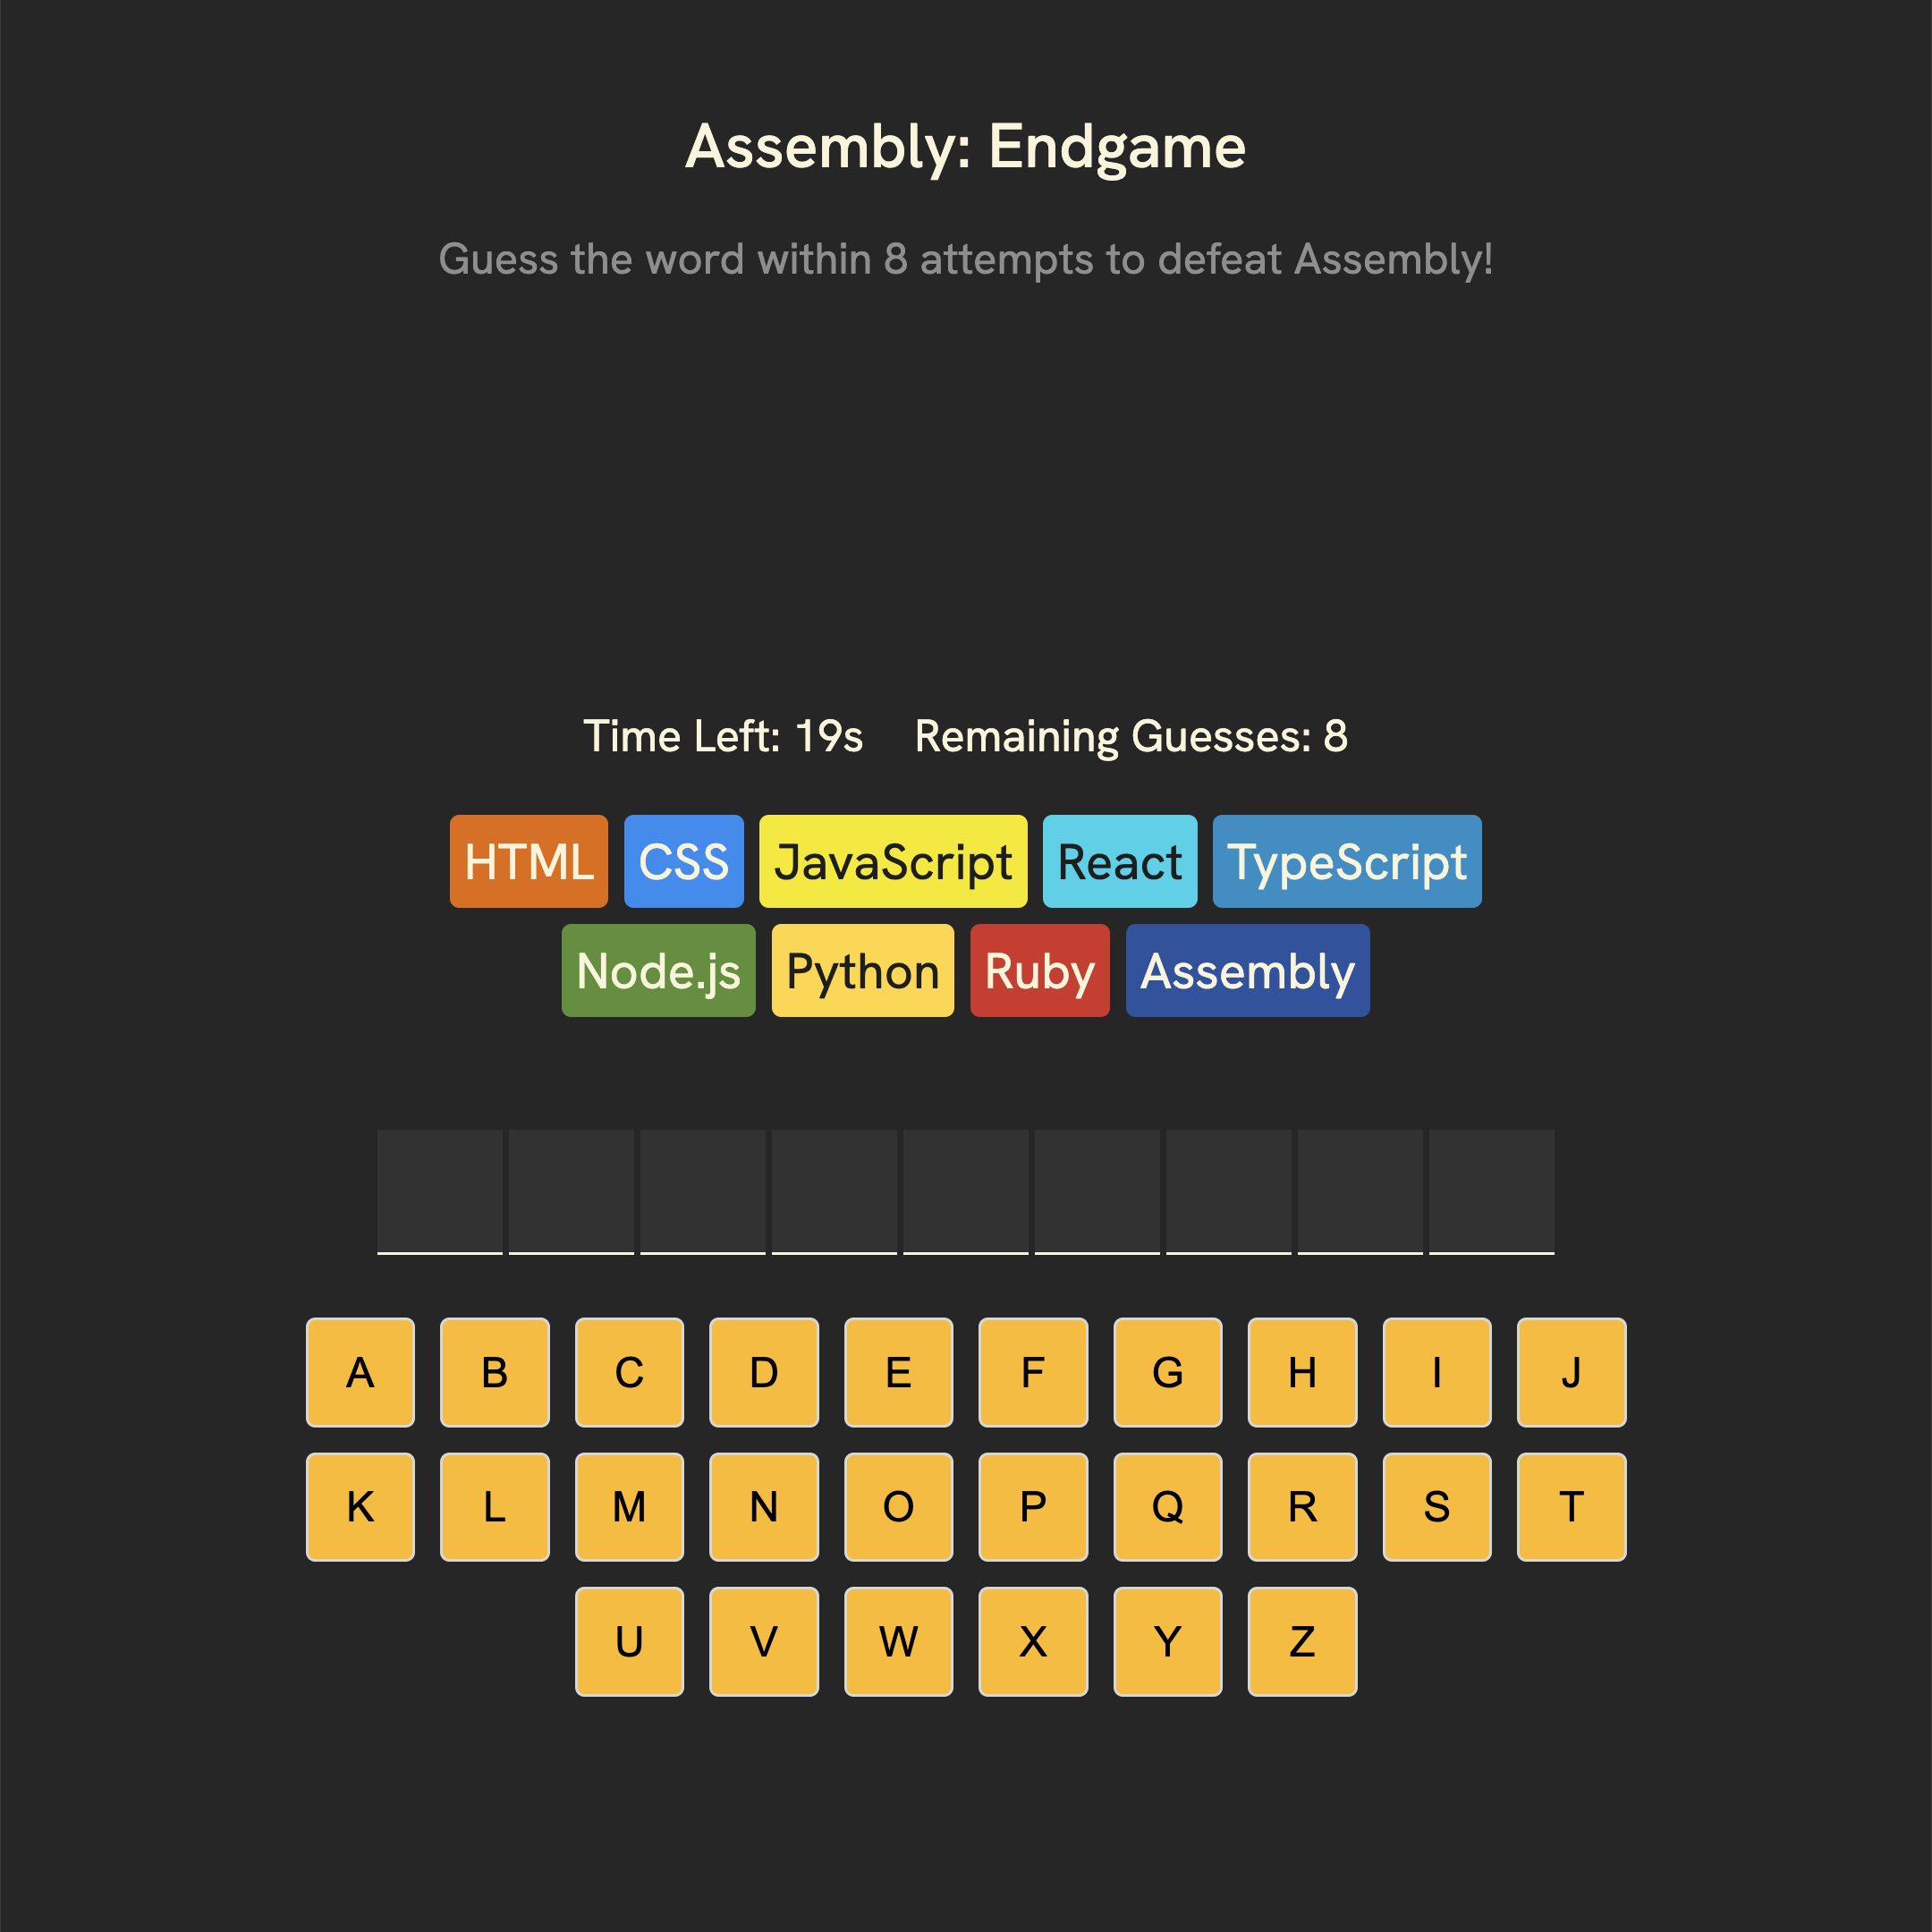 Assembly: Endgame
Guess the word within 8 attempts to defeat Assembly!
Time Left: 19s Remaining Guesses: 8
HTML CSS JavaScript React TypeScript
Node.js Python Ruby Assembly
A B C D E F G H I J
K L M N O P Q R S T
U V W X Y Z